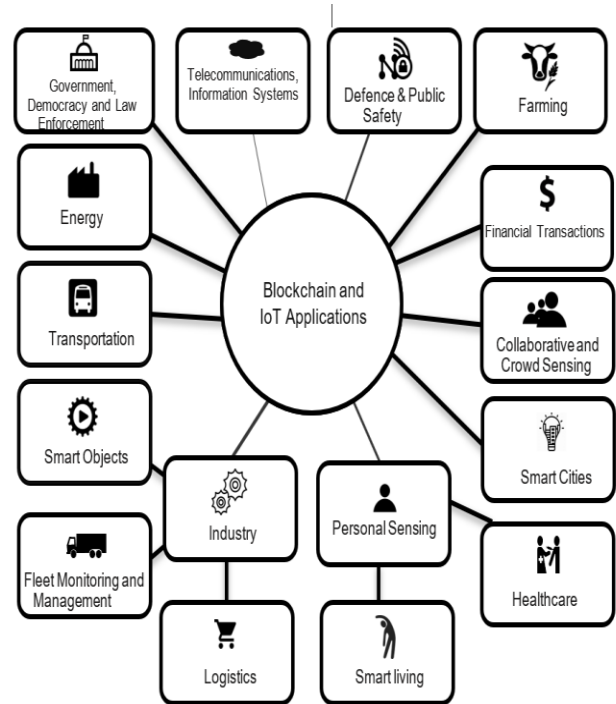 Government,
Democracy and Law
Enforcement
Telecommunications,
Information Systems
Defence & Public
Safety
Farming
Energy
Financial Transactions
Blockchain and
IoT Applications
Transportation
Collaborative and
Crowd Sensing
Smart Objects
Industry
Personal Sensing
Smart Cities
Fleet Monitoring and
Management
Healthcare
Logistics
Smart living